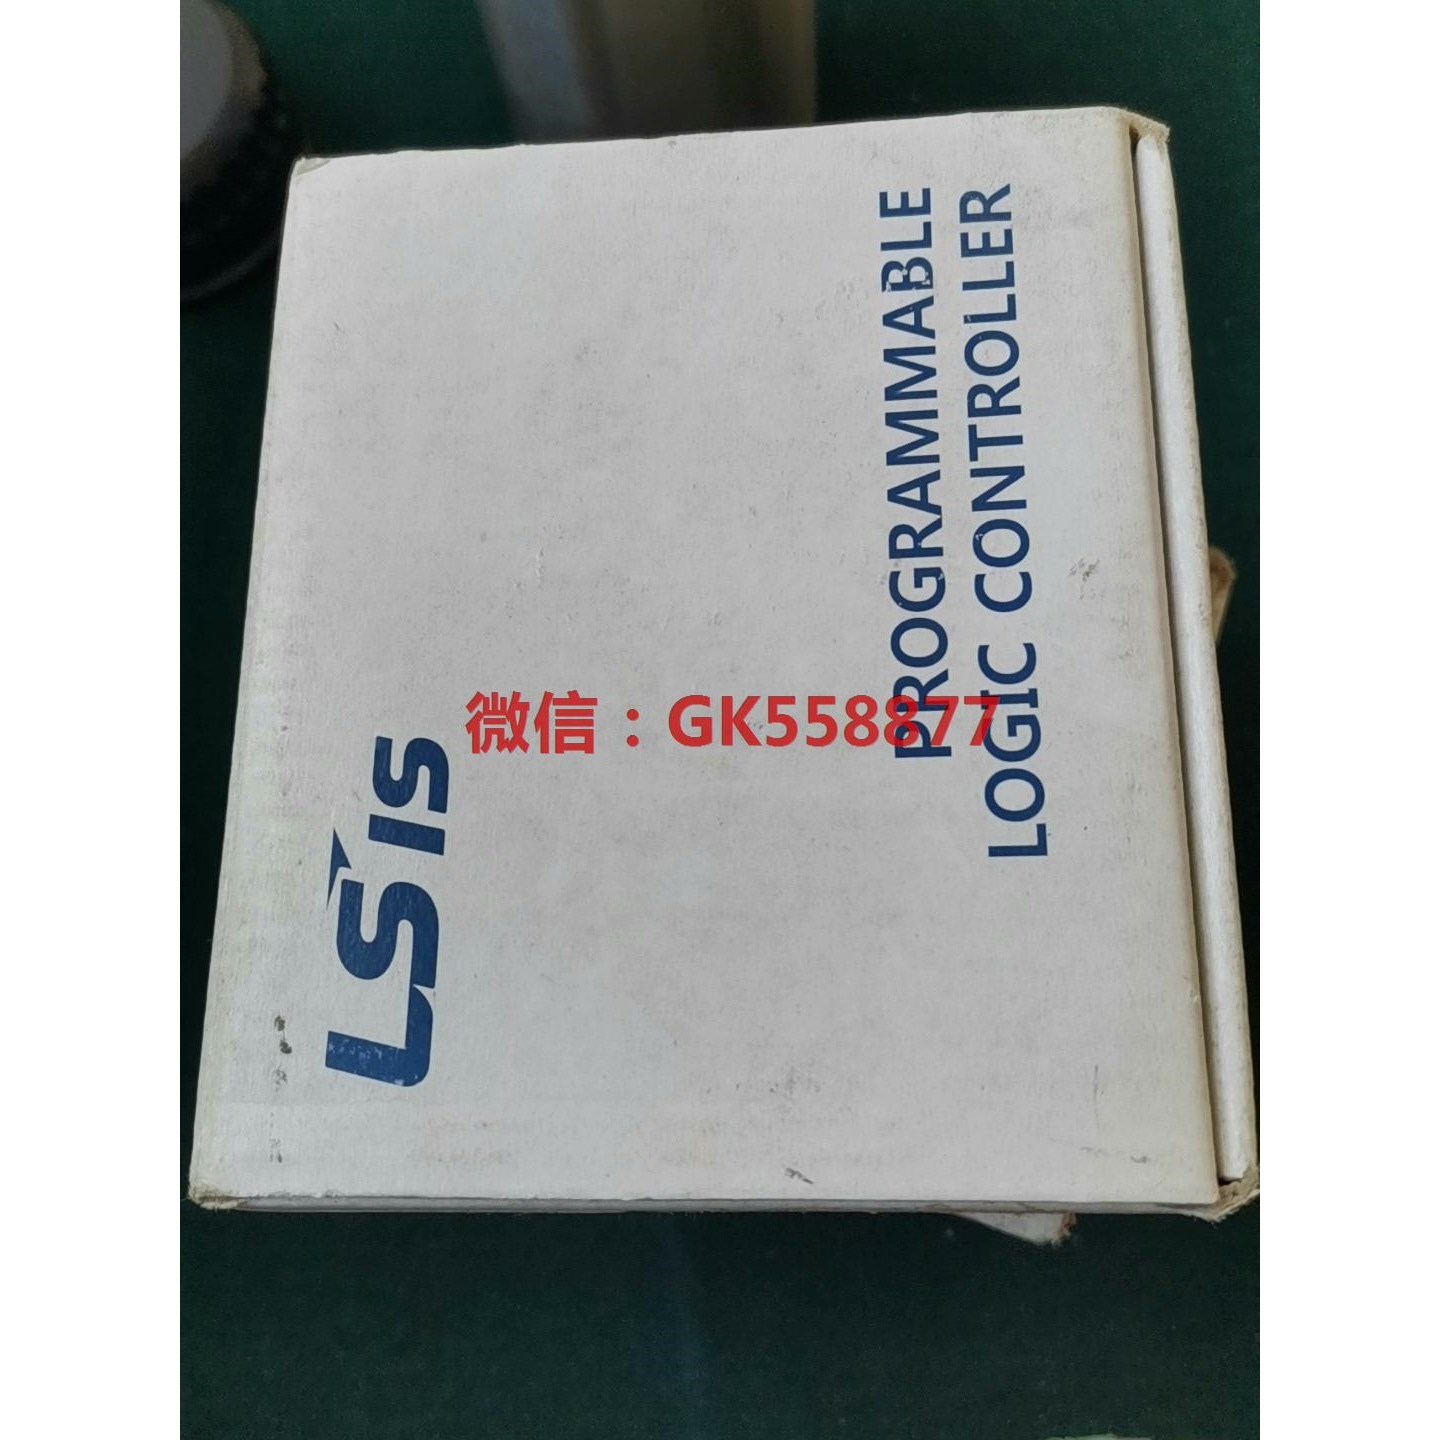 PROGRAMMABLE
LOGIC CONTROLLER
微信：GK558877
LSIS